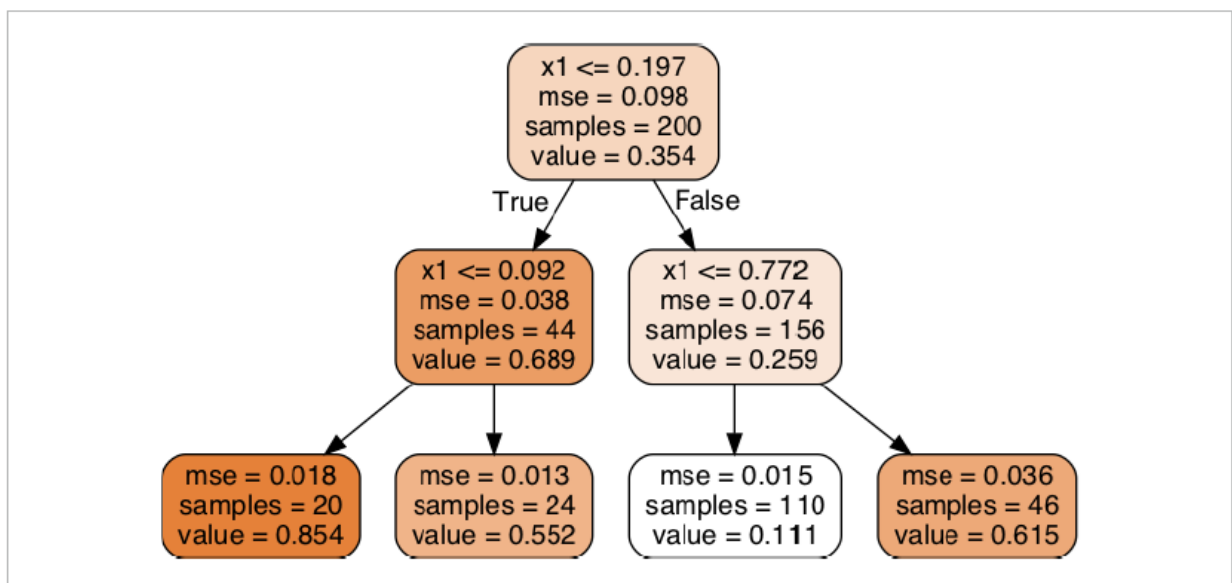 x1 <= 0.197
mse = 0.098
samples = 200
value = 0.354
True
False
x1 <= 0.092
mse = 0.038
samples = 44
value = 0.689
x1 <= 0.772
mse = 0.074
samples = 156
value = 0.259
mse = 0.018
samples = 20
value = 0.854
mse = 0.013
samples = 24
value = 0.552
mse = 0.015
samples = 110
value = 0.111
mse = 0.036
samples = 46
value = 0.615